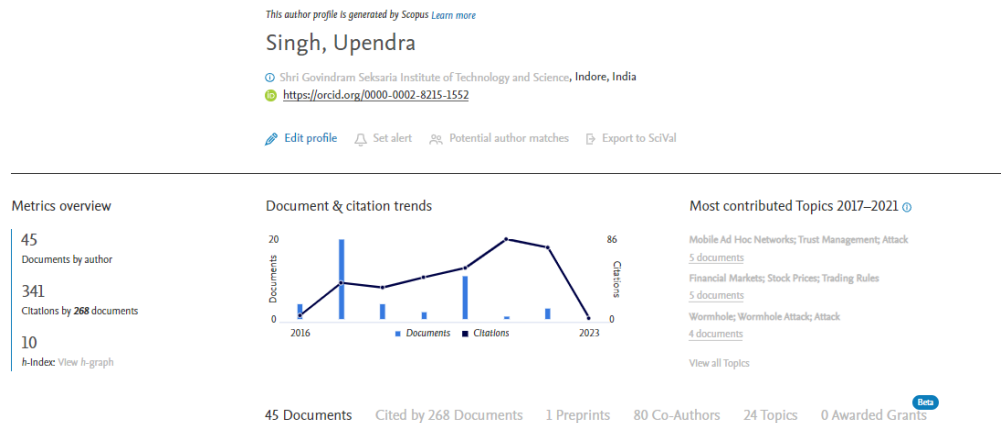 This author profile is generated by Scopus Learn more
Singh, Upendra
Shri Govindram Seksaria Institute of Technology and Science, Indore, India
iD https://orcid.org/0000-0002-8215-1552
Edit profile Set alert Potential author matches Export to SciVal
Metrics overview
45
Documents by author
341
Citations by 268 documents
10
h-index: View h-graph
Document & citation trends
20
86
Documents
Citations
0
0
2016
2023
Documents Citations
Most contributed Topics 2017–2021
Mobile Ad Hoc Networks; Trust Management; Attack
5 documents
Financial Markets; Stock Prices; Trading Rules
5 documents
Wormhole; Wormhole Attack; Attack
4 documents
View all Topics
Beta
45 Documents Cited by 268 Documents 1 Preprints 80 Co-Authors 24 Topics 0 Awarded Grants